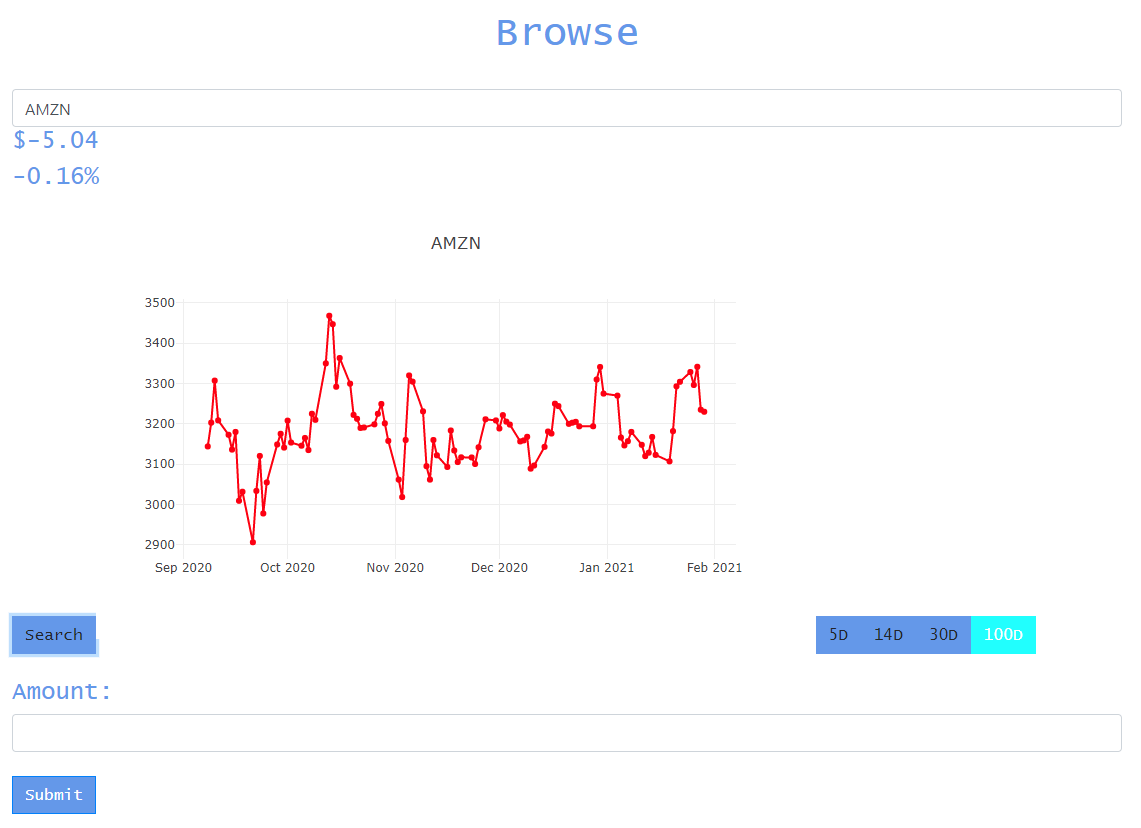 Browse
AMZN
$-5.04
-0.16%
AMZN
3500
3400
3300
3200
3100
3000
2900
Sep 2020 Oct 2020 Nov 2020 Dec 2020 Jan 2021 Feb 2021
Search 5D 14D 30D 100D
Amount:
Submit